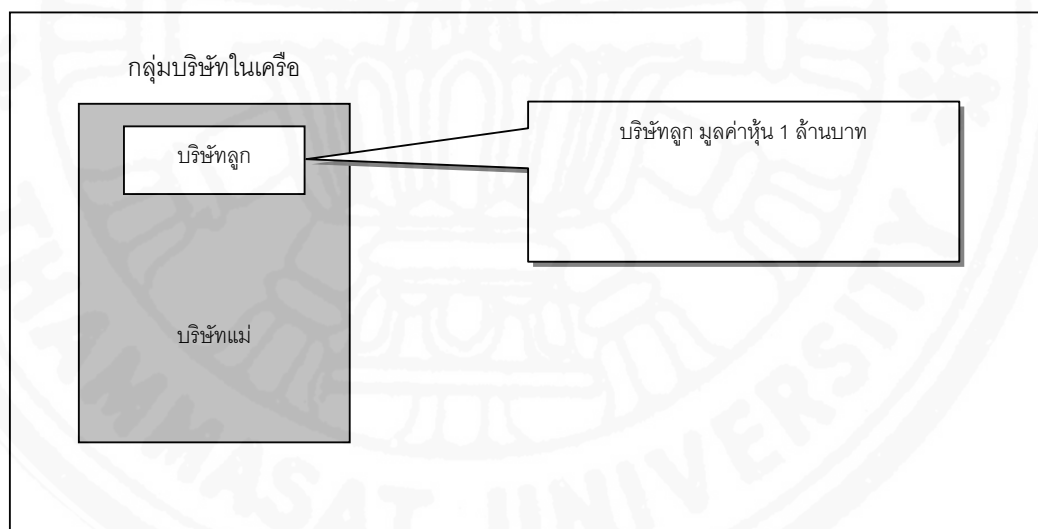 กลุ่มบริษัทในเครือ
บริษัทลูก มูลค่าหุ้น 1 ล้านบาท
บริษัทลูก
บริษัทแม่
THAMMASAT UNIVERSITY